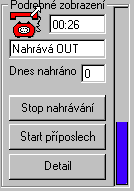 Podrobné zobrazení
00:26
Nahrává OUT
Dnes nahráno 0
Stop nahrávání
Start příposlech
Detail